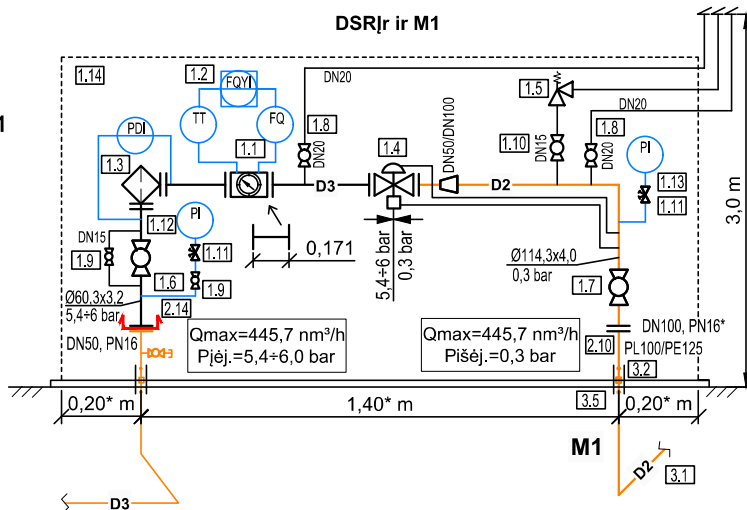 DSRĮr ir M1
1
1.14
1.2
FQYI
TT
FQ
1.1
PDI
1.3
DN20
1.8
DN20
1.4
DN50/DN100
1.5
1.10
DN15
DN20
1.8
DN20
PI
1.13
1.11
3,0 m
D3
D2
1.12
PI
DN15
1.9
1.11
1.6
1.9
0,171
5,4÷6 bar
0,3 bar
Ø114,3x4,0
0,3 bar
1.7
Ø60,3x3,2
5,4÷6 bar
2.14
DN50, PN16
Qmax=445,7 nm³/h
Pįėj.=5,4÷6,0 bar
Qmax=445,7 nm³/h
Pišėj.=0,3 bar
DN100, PN16*
2.10
PL100/PE125
3.2
0,20* m
1,40* m
3.5
0,20* m
M1
D3
D2
3.1